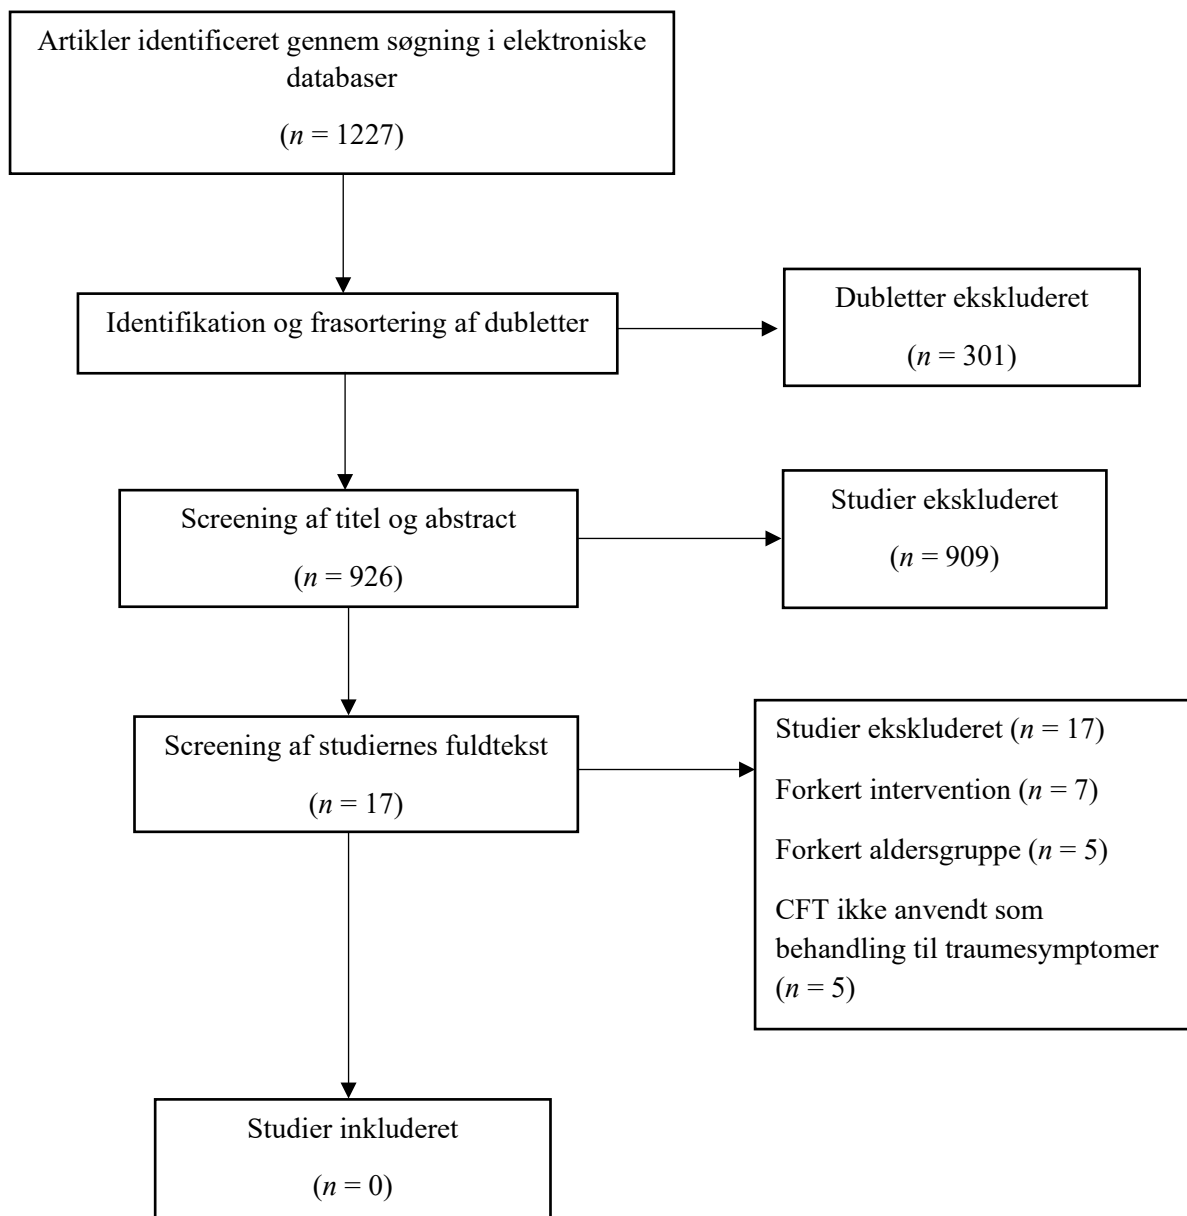 Artikler identificeret gennem søgning i elektroniske
databaser
(n = 1227)
Identifikation og frasortering af dubletter
Dubletter ekskluderet
(n = 301)
Screening af titel og abstract
(n = 926)
Studier ekskluderet
(n = 909)
Screening af studiernes fuldtekst
(n = 17)
Studier ekskluderet (n = 17)
Forkert intervention (n = 7)
Forkert aldersgruppe (n = 5)
CFT ikke anvendt som
behandling til traumesymptomer
(n = 5)
Studier inkluderet
(n = 0)